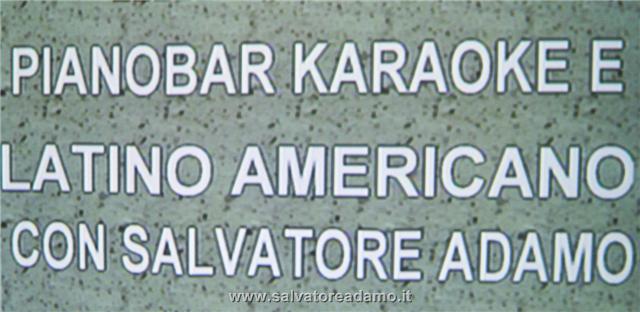 PIANOBAR KARAOKE E
LATINO AMERICANO
CON SALVATORE ADAMO
www.salvatoreadamo.it